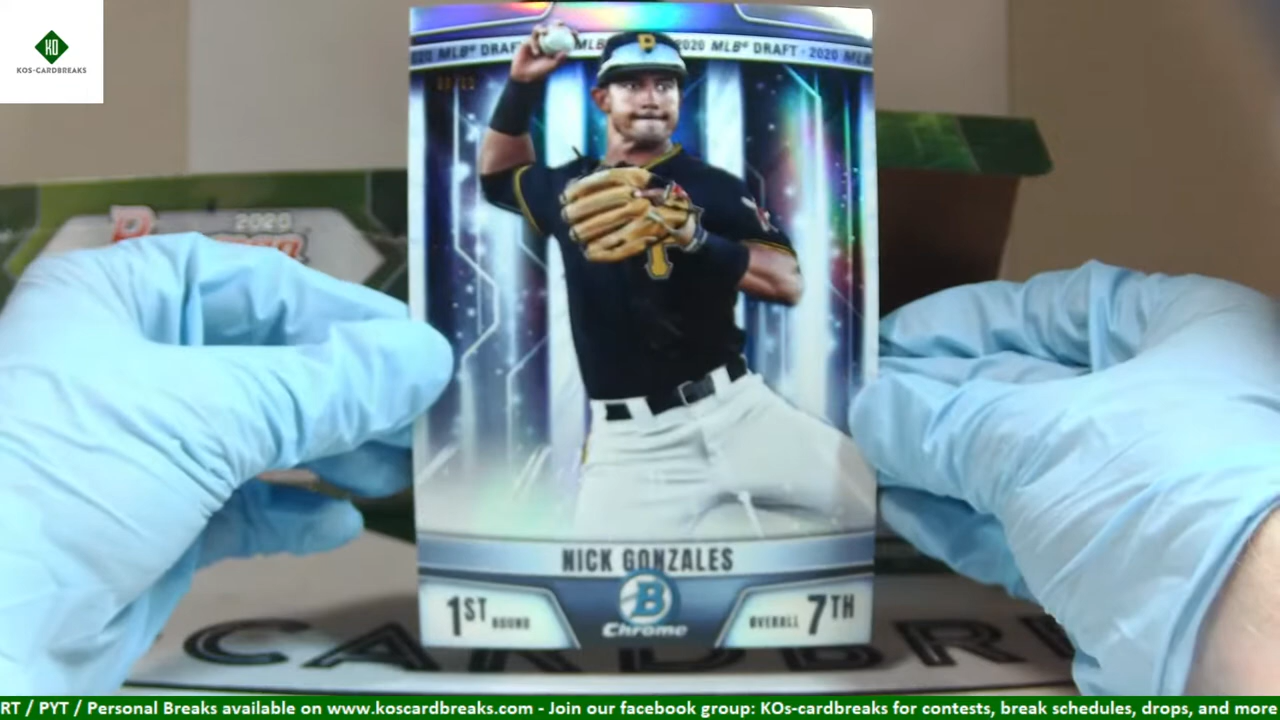 KO
KOS-CARDBREAKS
2020 MLB® DRAFT · 2020 MLB® DRAFT · 2020 MLB
P
2020
NICK GONZALES
B
Chrome
1ST ROUND
OVERALL 7TH
CARDBRE
RT / PYT / Personal Breaks available on www.koscardbreaks.com - Join our facebook group: KOs-cardbreaks for contests, break schedules, drops, and more